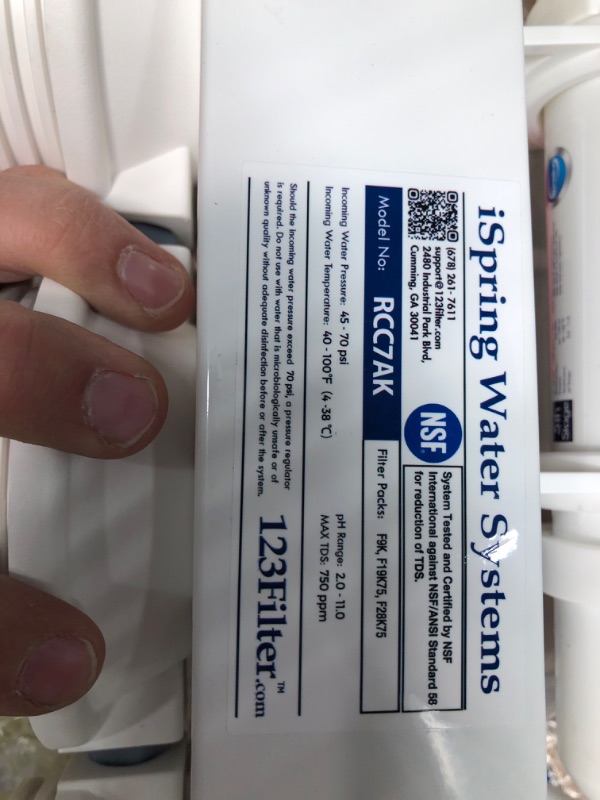 iSpring Water Systems
(678) 261-7611
support@123filter.com
2480 Industrial Park Blvd,
Cumming, GA 30041
NSF.
System Tested and Certified by NSF
International against NSF/ANSI Standard 58
for reduction of TDS.
Model No: RCC7AK
Filter Packs: F9K, F19K75, F28K75
Incoming Water Pressure: 45 - 70 psi
Incoming Water Temperature: 40 - 100°F (4 -38 °C)
pH Range: 2.0 - 11.0
MAX TDS: 750 ppm
Should the incoming water pressure exceed 70 psi, a pressure regulator
is required. Do not use with water that is microbiologically unsafe or of
unknown quality without adequate disinfection before or after the system.
123Filter.com™